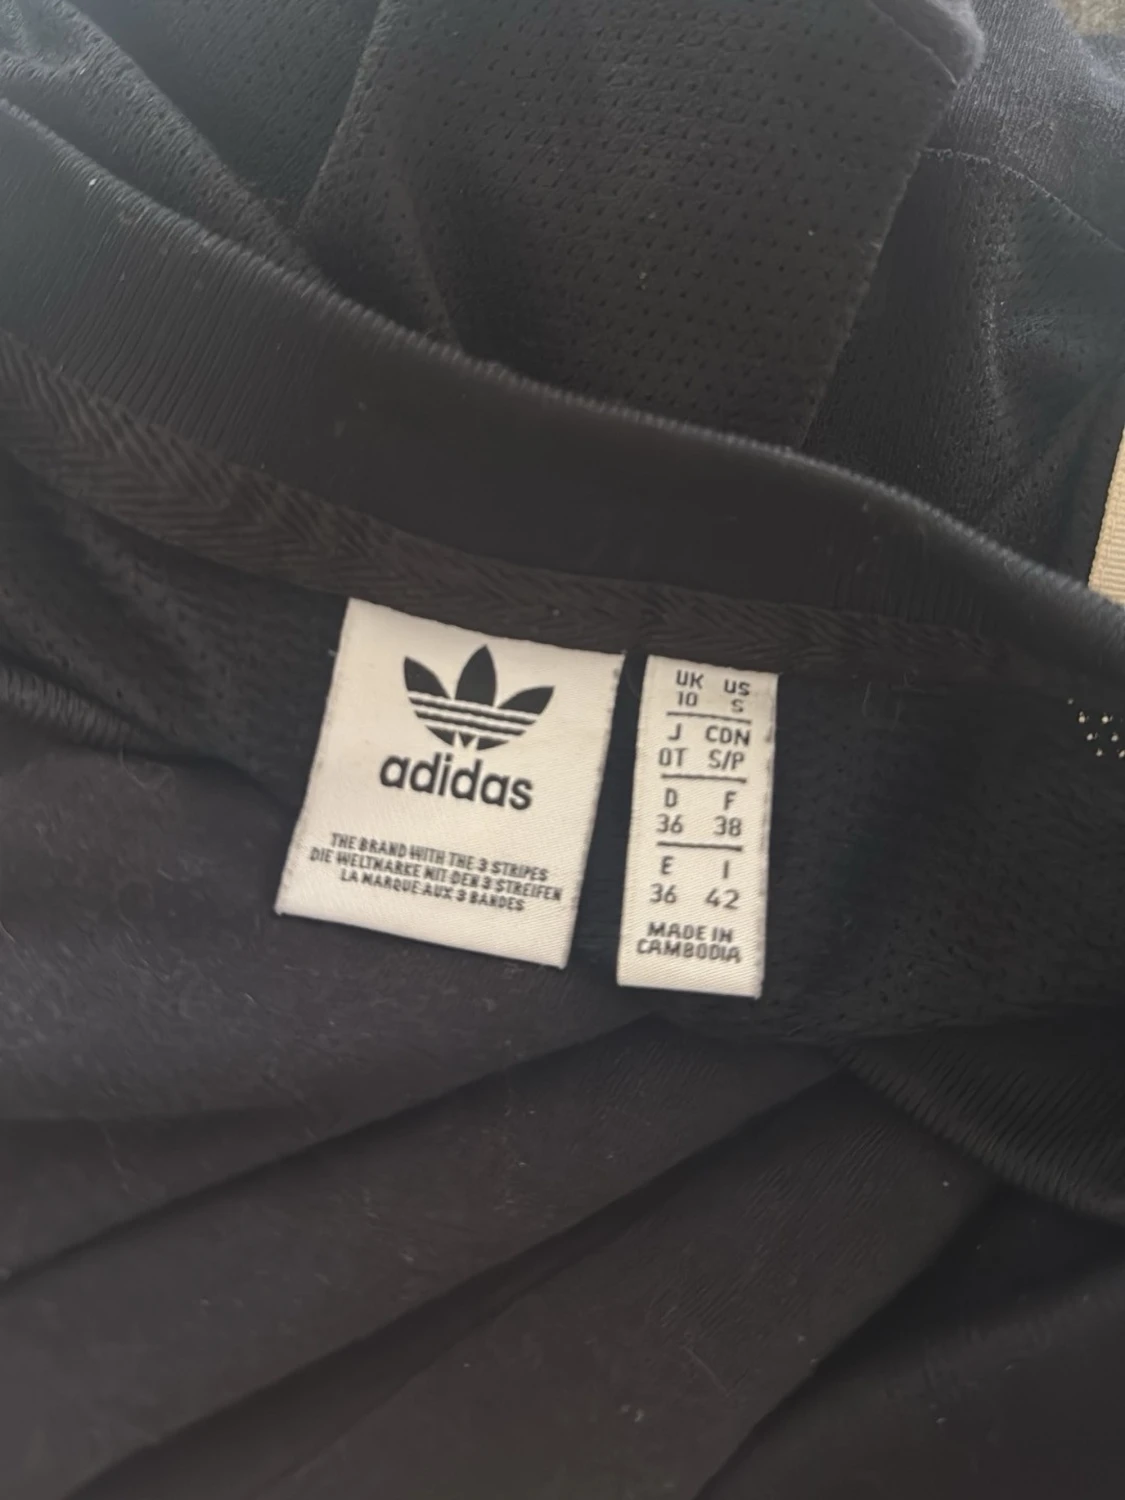 adidas
THE BRAND WITH THE 3 STRIPES
DIE WELTMARKE MIT DEN 3 STREIFEN
LA MARQUE AUX 3 BANDES
UK US
10 S
J CDN
OT S/P
D F
36 38
E I
36 42
MADE IN
CAMBODIA